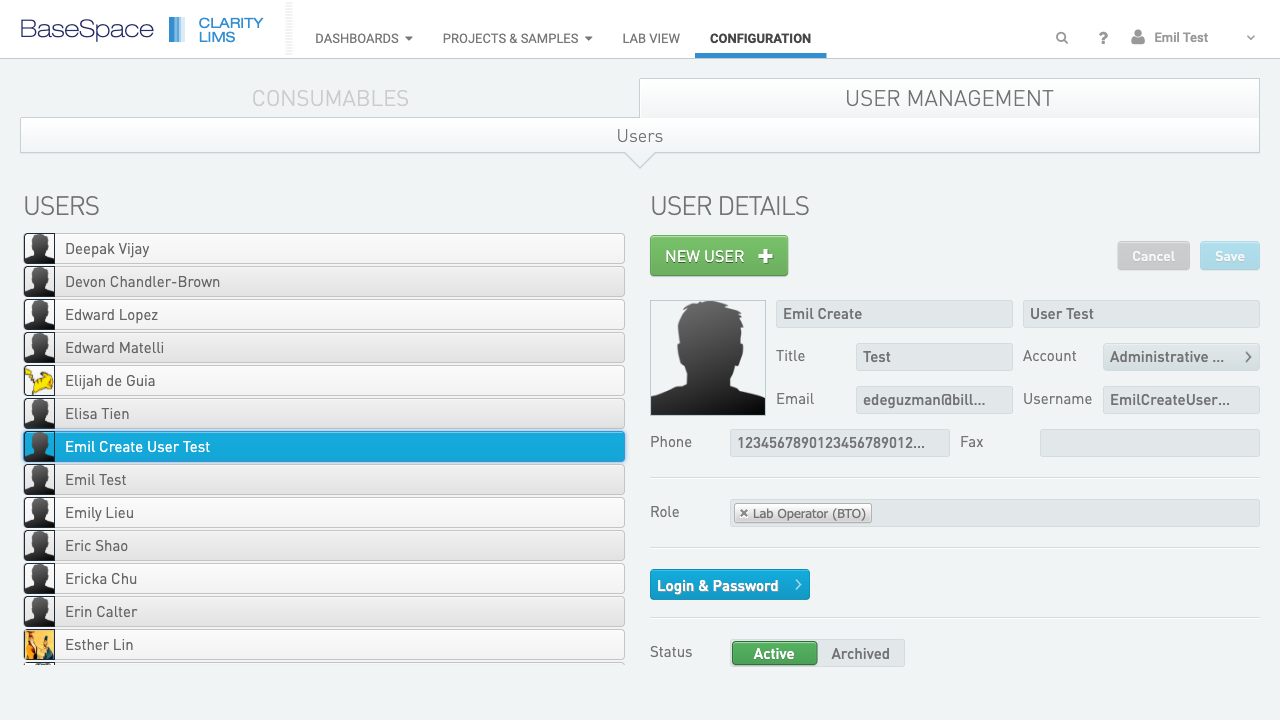 BaseSpace CLARITY LIMS
DASHBOARDS PROJECTS & SAMPLES LAB VIEW CONFIGURATION ? Emil Test
CONSUMABLES USER MANAGEMENT
Users
USERS
Deepak Vijay
Devon Chandler-Brown
Edward Lopez
Edward Matelli
Elijah de Guia
Elisa Tien
Emil Create User Test
Emil Test
Emily Lieu
Eric Shao
Ericka Chu
Erin Calter
Esther Lin
USER DETAILS
NEW USER Cancel Save
Emil Create User Test
Title Test Account Administrative ...
Email edeguzman@bill... Username EmilCreateUser...
Phone 1234567890123456789012... Fax
Role × Lab Operator (BTO)
Login & Password
Status Active Archived